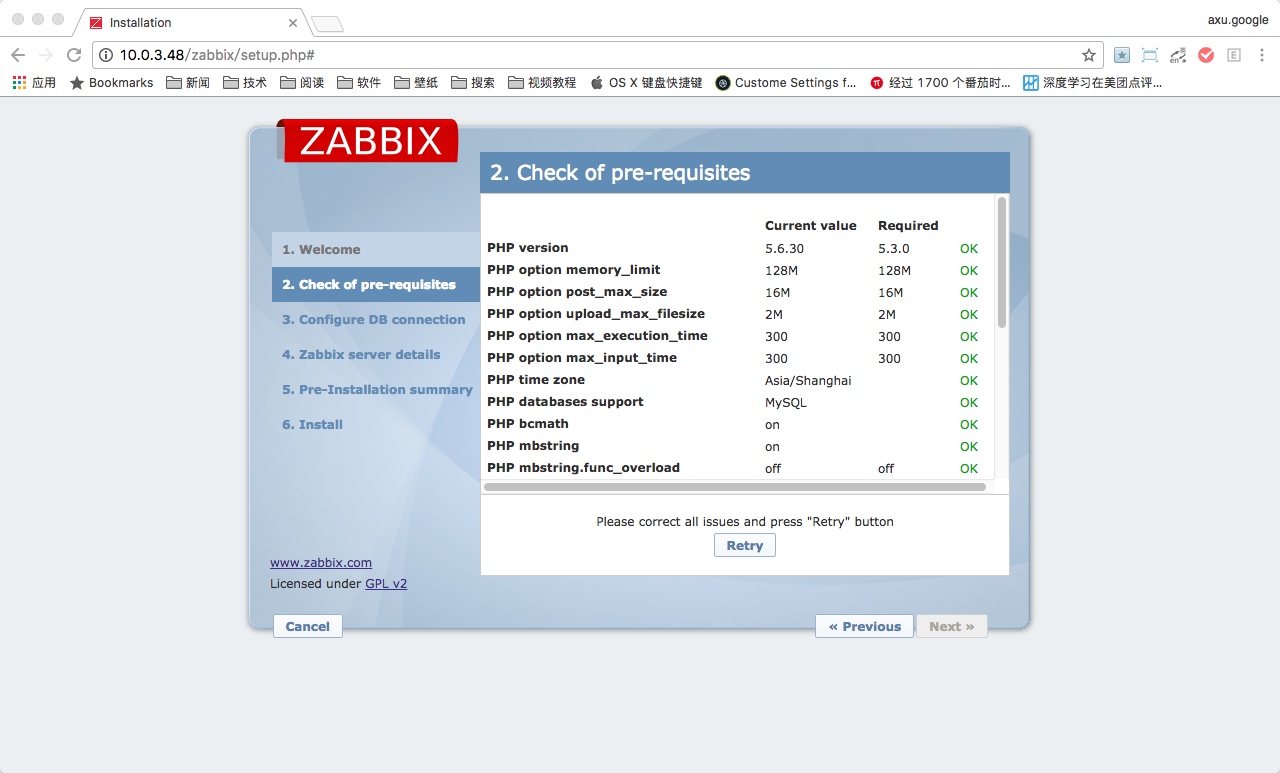 Installation
axu.google
10.0.3.48/zabbix/setup.php#
应用 Bookmarks 新闻 技术 阅读 软件 壁纸 搜索 视频教程 OS X 键盘快捷键 Custome Settings f... 经过 1700 个番茄时... 深度学习在美团点评...
ZABBIX
2. Check of pre-requisites
1. Welcome
2. Check of pre-requisites
3. Configure DB connection
4. Zabbix server details
5. Pre-Installation summary
6. Install
Current value Required
PHP version 5.6.30 5.3.0 OK
PHP option memory_limit 128M 128M OK
PHP option post_max_size 16M 16M OK
PHP option upload_max_filesize 2M 2M OK
PHP option max_execution_time 300 300 OK
PHP option max_input_time 300 300 OK
PHP time zone Asia/Shanghai OK
PHP databases support MySQL OK
PHP bcmath on OK
PHP mbstring on OK
PHP mbstring.func_overload off off OK
Please correct all issues and press "Retry" button
Retry
www.zabbix.com
Licensed under GPL v2
Cancel « Previous Next »